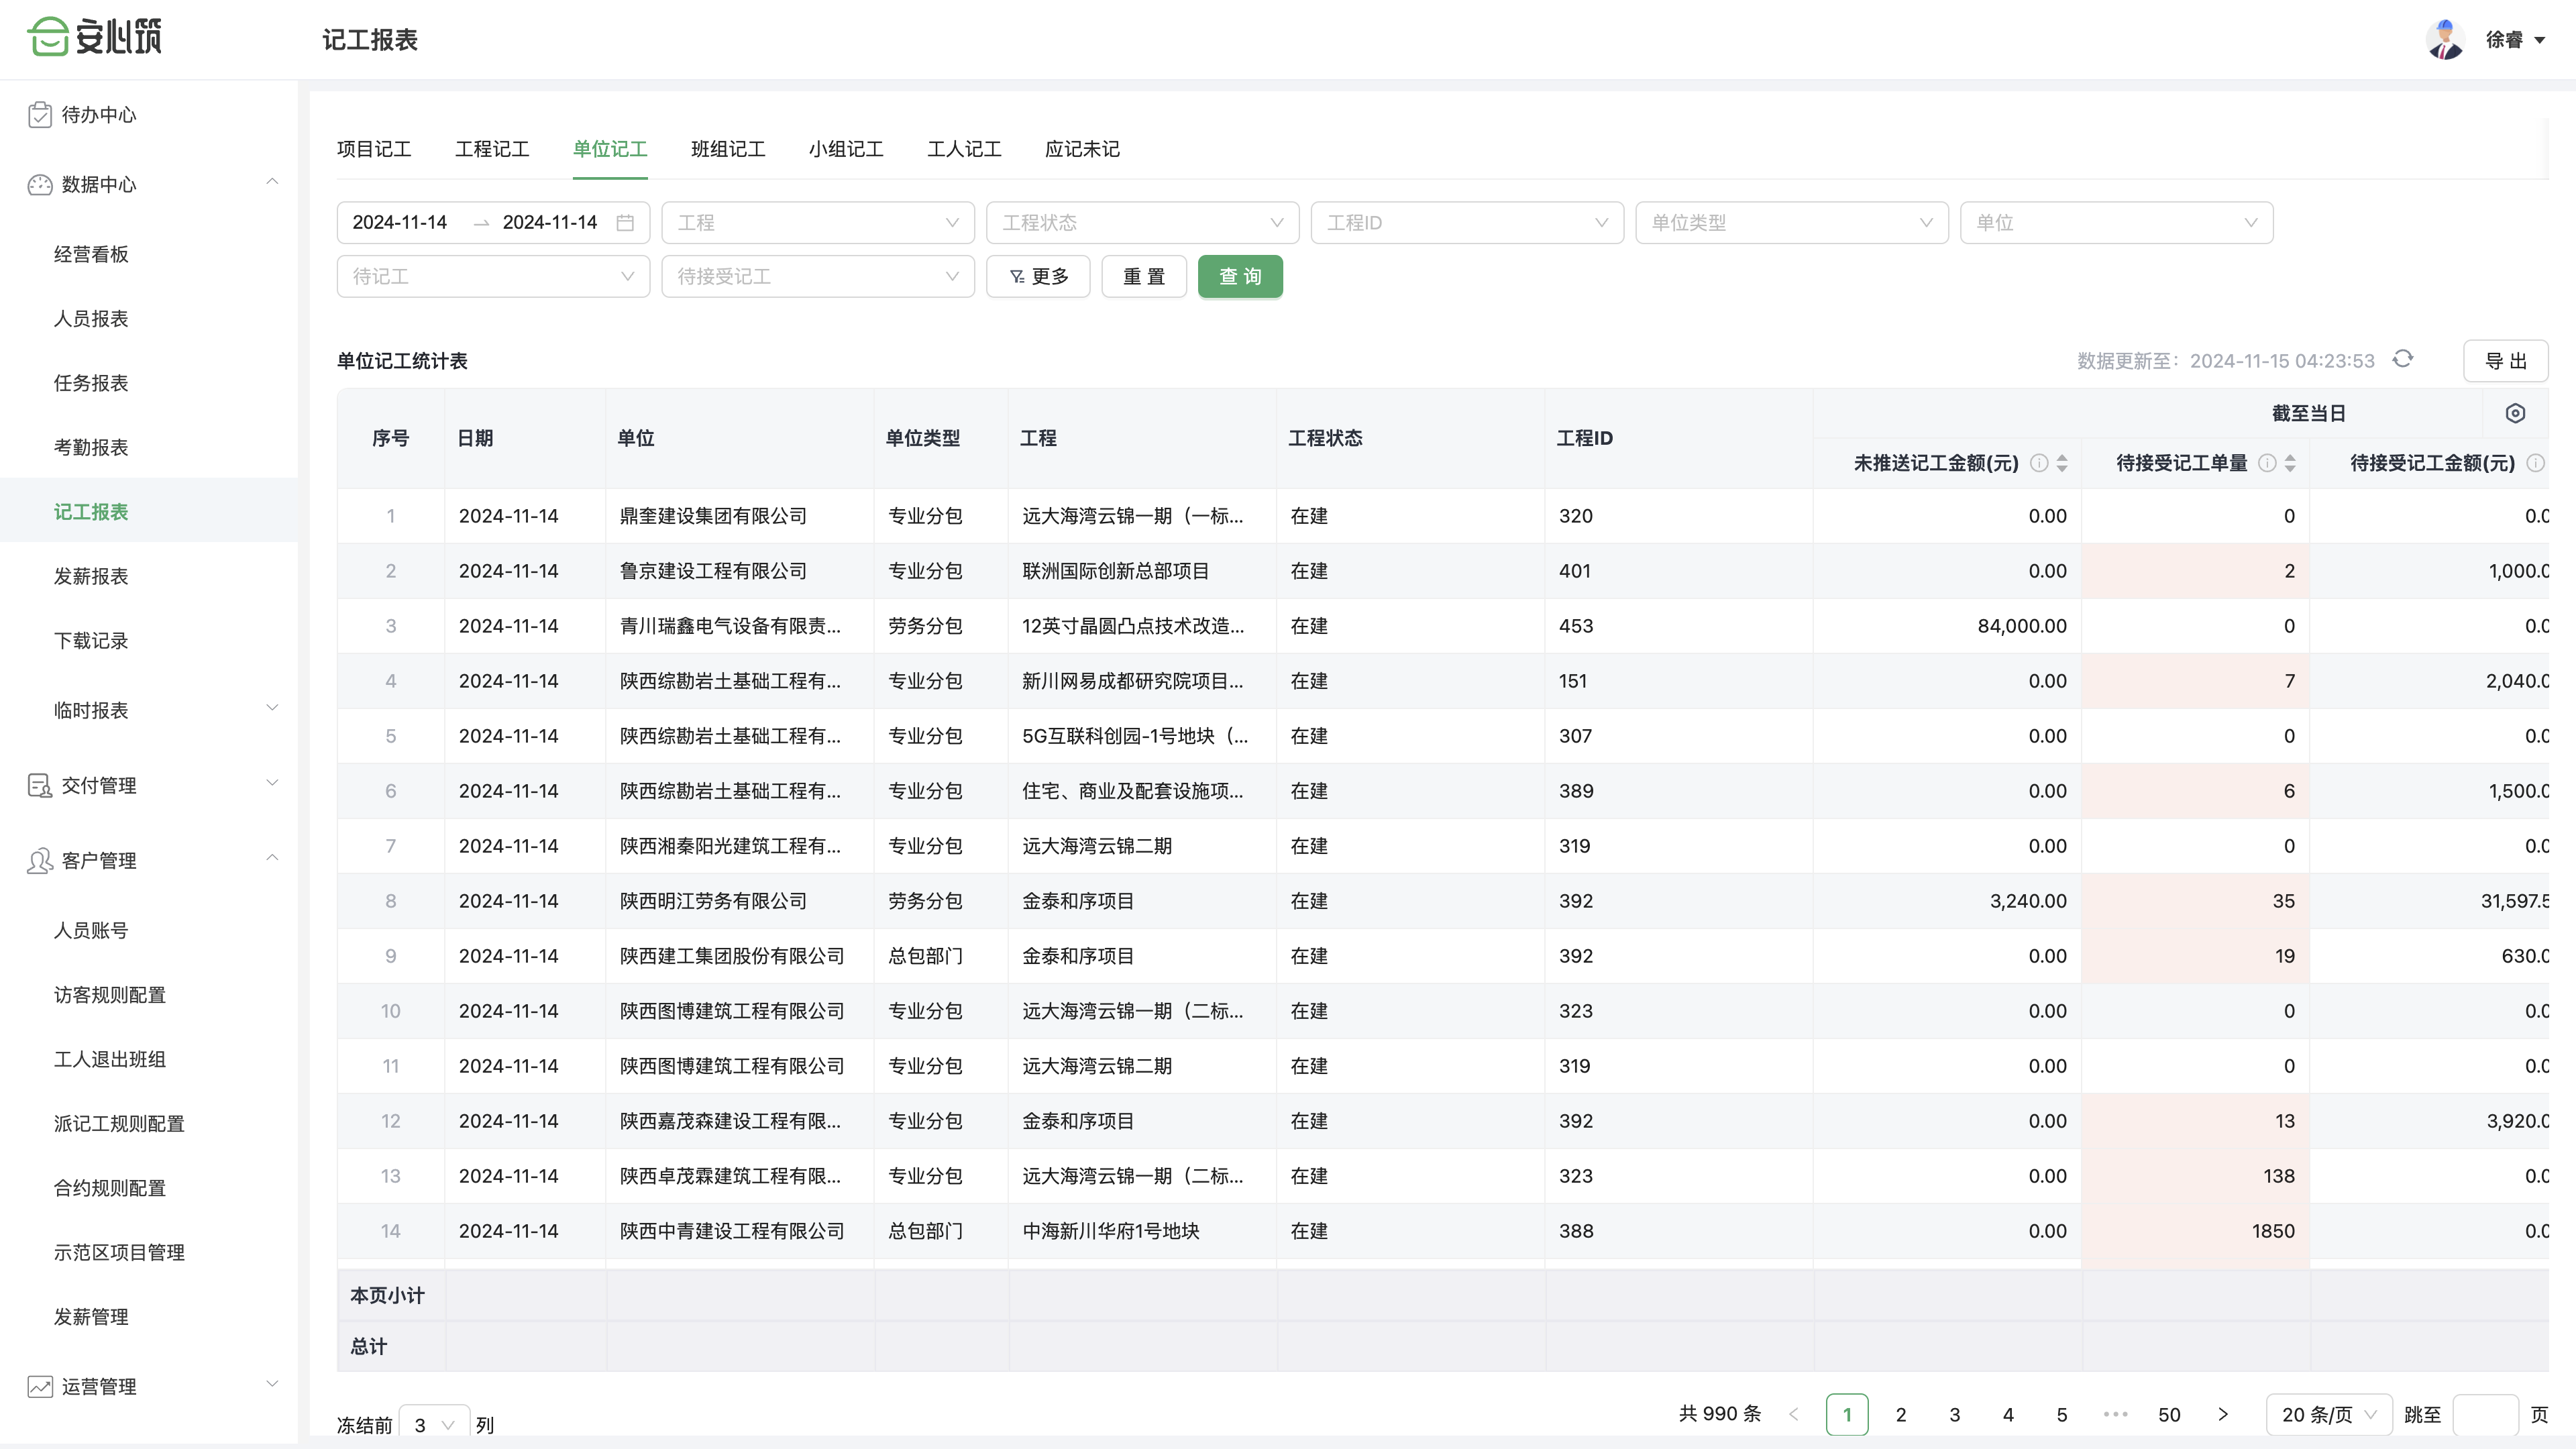 安心筑
记工报表
徐睿
待办中心
数据中心
经营看板
人员报表
任务报表
考勤报表
记工报表
发薪报表
下载记录
临时报表
交付管理
客户管理
人员账号
访客规则配置
工人退出班组
派记工规则配置
合约规则配置
示范区项目管理
发薪管理
运营管理
项目记工 工程记工 单位记工 班组记工 小组记工 工人记工 应记未记
2024-11-14 → 2024-11-14 工程 工程状态 工程ID 单位类型 单位
待记工 待接受记工 更多 重 置 查 询
单位记工统计表 数据更新至：2024-11-15 04:23:53 导 出
截至当日
序号 日期 单位 单位类型 工程 工程状态 工程ID
未推送记工金额(元) 待接受记工单量 待接受记工金额(元)
1 2024-11-14 鼎奎建设集团有限公司 专业分包 远大海湾云锦一期（一标... 在建 320 0.00 0 0.0
2 2024-11-14 鲁京建设工程有限公司 专业分包 联洲国际创新总部项目 在建 401 0.00 2 1,000.0
3 2024-11-14 青川瑞鑫电气设备有限责... 劳务分包 12英寸晶圆凸点技术改造... 在建 453 84,000.00 0 0.0
4 2024-11-14 陕西综勘岩土基础工程有... 专业分包 新川网易成都研究院项目... 在建 151 0.00 7 2,040.0
5 2024-11-14 陕西综勘岩土基础工程有... 专业分包 5G互联科创园-1号地块（... 在建 307 0.00 0 0.0
6 2024-11-14 陕西综勘岩土基础工程有... 专业分包 住宅、商业及配套设施项... 在建 389 0.00 6 1,500.0
7 2024-11-14 陕西湘秦阳光建筑工程有... 专业分包 远大海湾云锦二期 在建 319 0.00 0 0.0
8 2024-11-14 陕西明江劳务有限公司 劳务分包 金泰和序项目 在建 392 3,240.00 35 31,597.5
9 2024-11-14 陕西建工集团股份有限公司 总包部门 金泰和序项目 在建 392 0.00 19 630.0
10 2024-11-14 陕西图博建筑工程有限公司 专业分包 远大海湾云锦一期（二标... 在建 323 0.00 0 0.0
11 2024-11-14 陕西图博建筑工程有限公司 专业分包 远大海湾云锦二期 在建 319 0.00 0 0.0
12 2024-11-14 陕西嘉茂森建设工程有限... 专业分包 金泰和序项目 在建 392 0.00 13 3,920.0
13 2024-11-14 陕西卓茂霖建筑工程有限... 专业分包 远大海湾云锦一期（二标... 在建 323 0.00 138 0.0
14 2024-11-14 陕西中青建设工程有限公司 总包部门 中海新川华府1号地块 在建 388 0.00 1850 0.0
本页小计
总计
冻结前 3 列 共 990 条 < 1 2 3 4 5 ••• 50 > 20 条/页 跳至 页